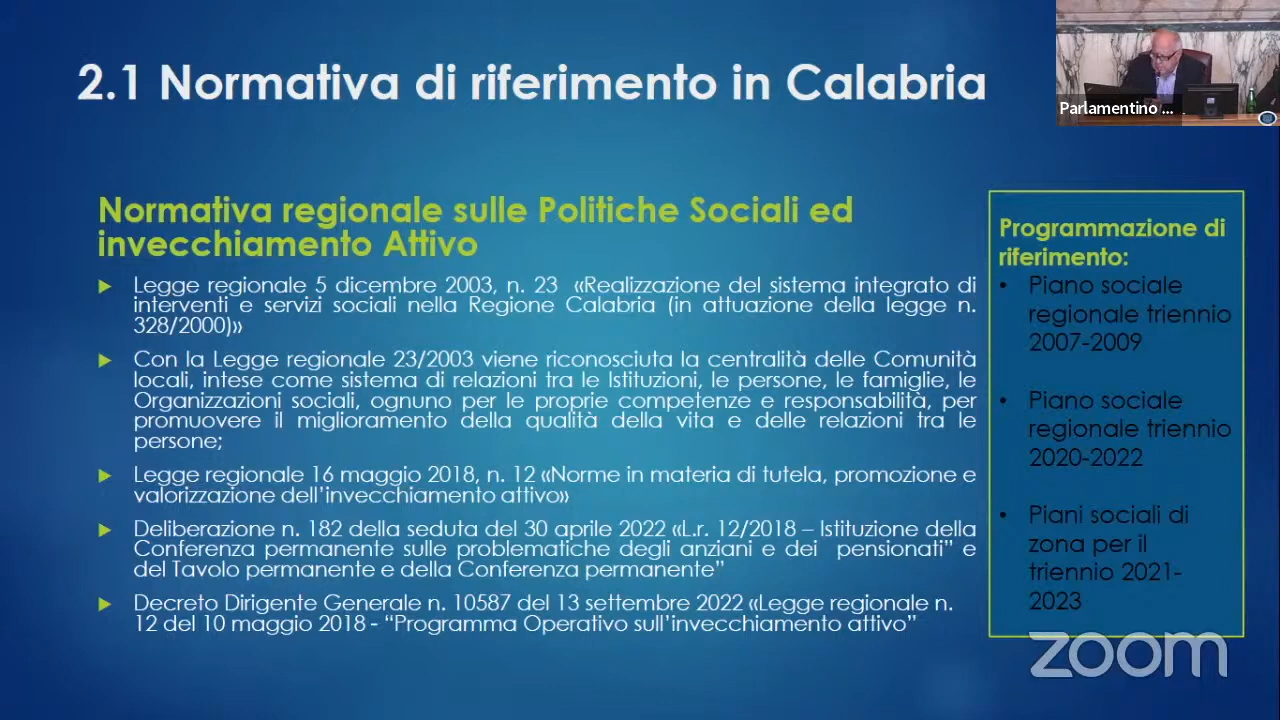 2.1 Normativa di riferimento in Calabria
Parlamentino ...
Normativa regionale sulle Politiche Sociali ed
invecchiamento Attivo
Legge regionale 5 dicembre 2003, n. 23 «Realizzazione del sistema integrato di
interventi e servizi sociali nella Regione Calabria (in attuazione della legge n.
328/2000)»
Con la Legge regionale 23/2003 viene riconosciuta la centralità delle Comunità
locali, intese come sistema di relazioni tra le Istituzioni, le persone, le famiglie, le
Organizzazioni sociali, ognuno per le proprie competenze e responsabilità, per
promuovere il miglioramento della qualità della vita e delle relazioni tra le
persone;
Legge regionale 16 maggio 2018, n. 12 «Norme in materia di tutela, promozione e
valorizzazione dell'invecchiamento attivo»
Deliberazione n. 182 della seduta del 30 aprile 2022 «L.r. 12/2018 – Istituzione della
Conferenza permanente sulle problematiche degli anziani e dei pensionati” e
del Tavolo permanente e della Conferenza permanente”
Decreto Dirigente Generale n. 10587 del 13 settembre 2022 «Legge regionale n.
12 del 10 maggio 2018 - “Programma Operativo sull'invecchiamento attivo”
Programmazione di
riferimento:
• Piano sociale
regionale triennio
2007-2009
• Piano sociale
regionale triennio
2020-2022
• Piani sociali di
zona per il
triennio 2021-
2023
zoom